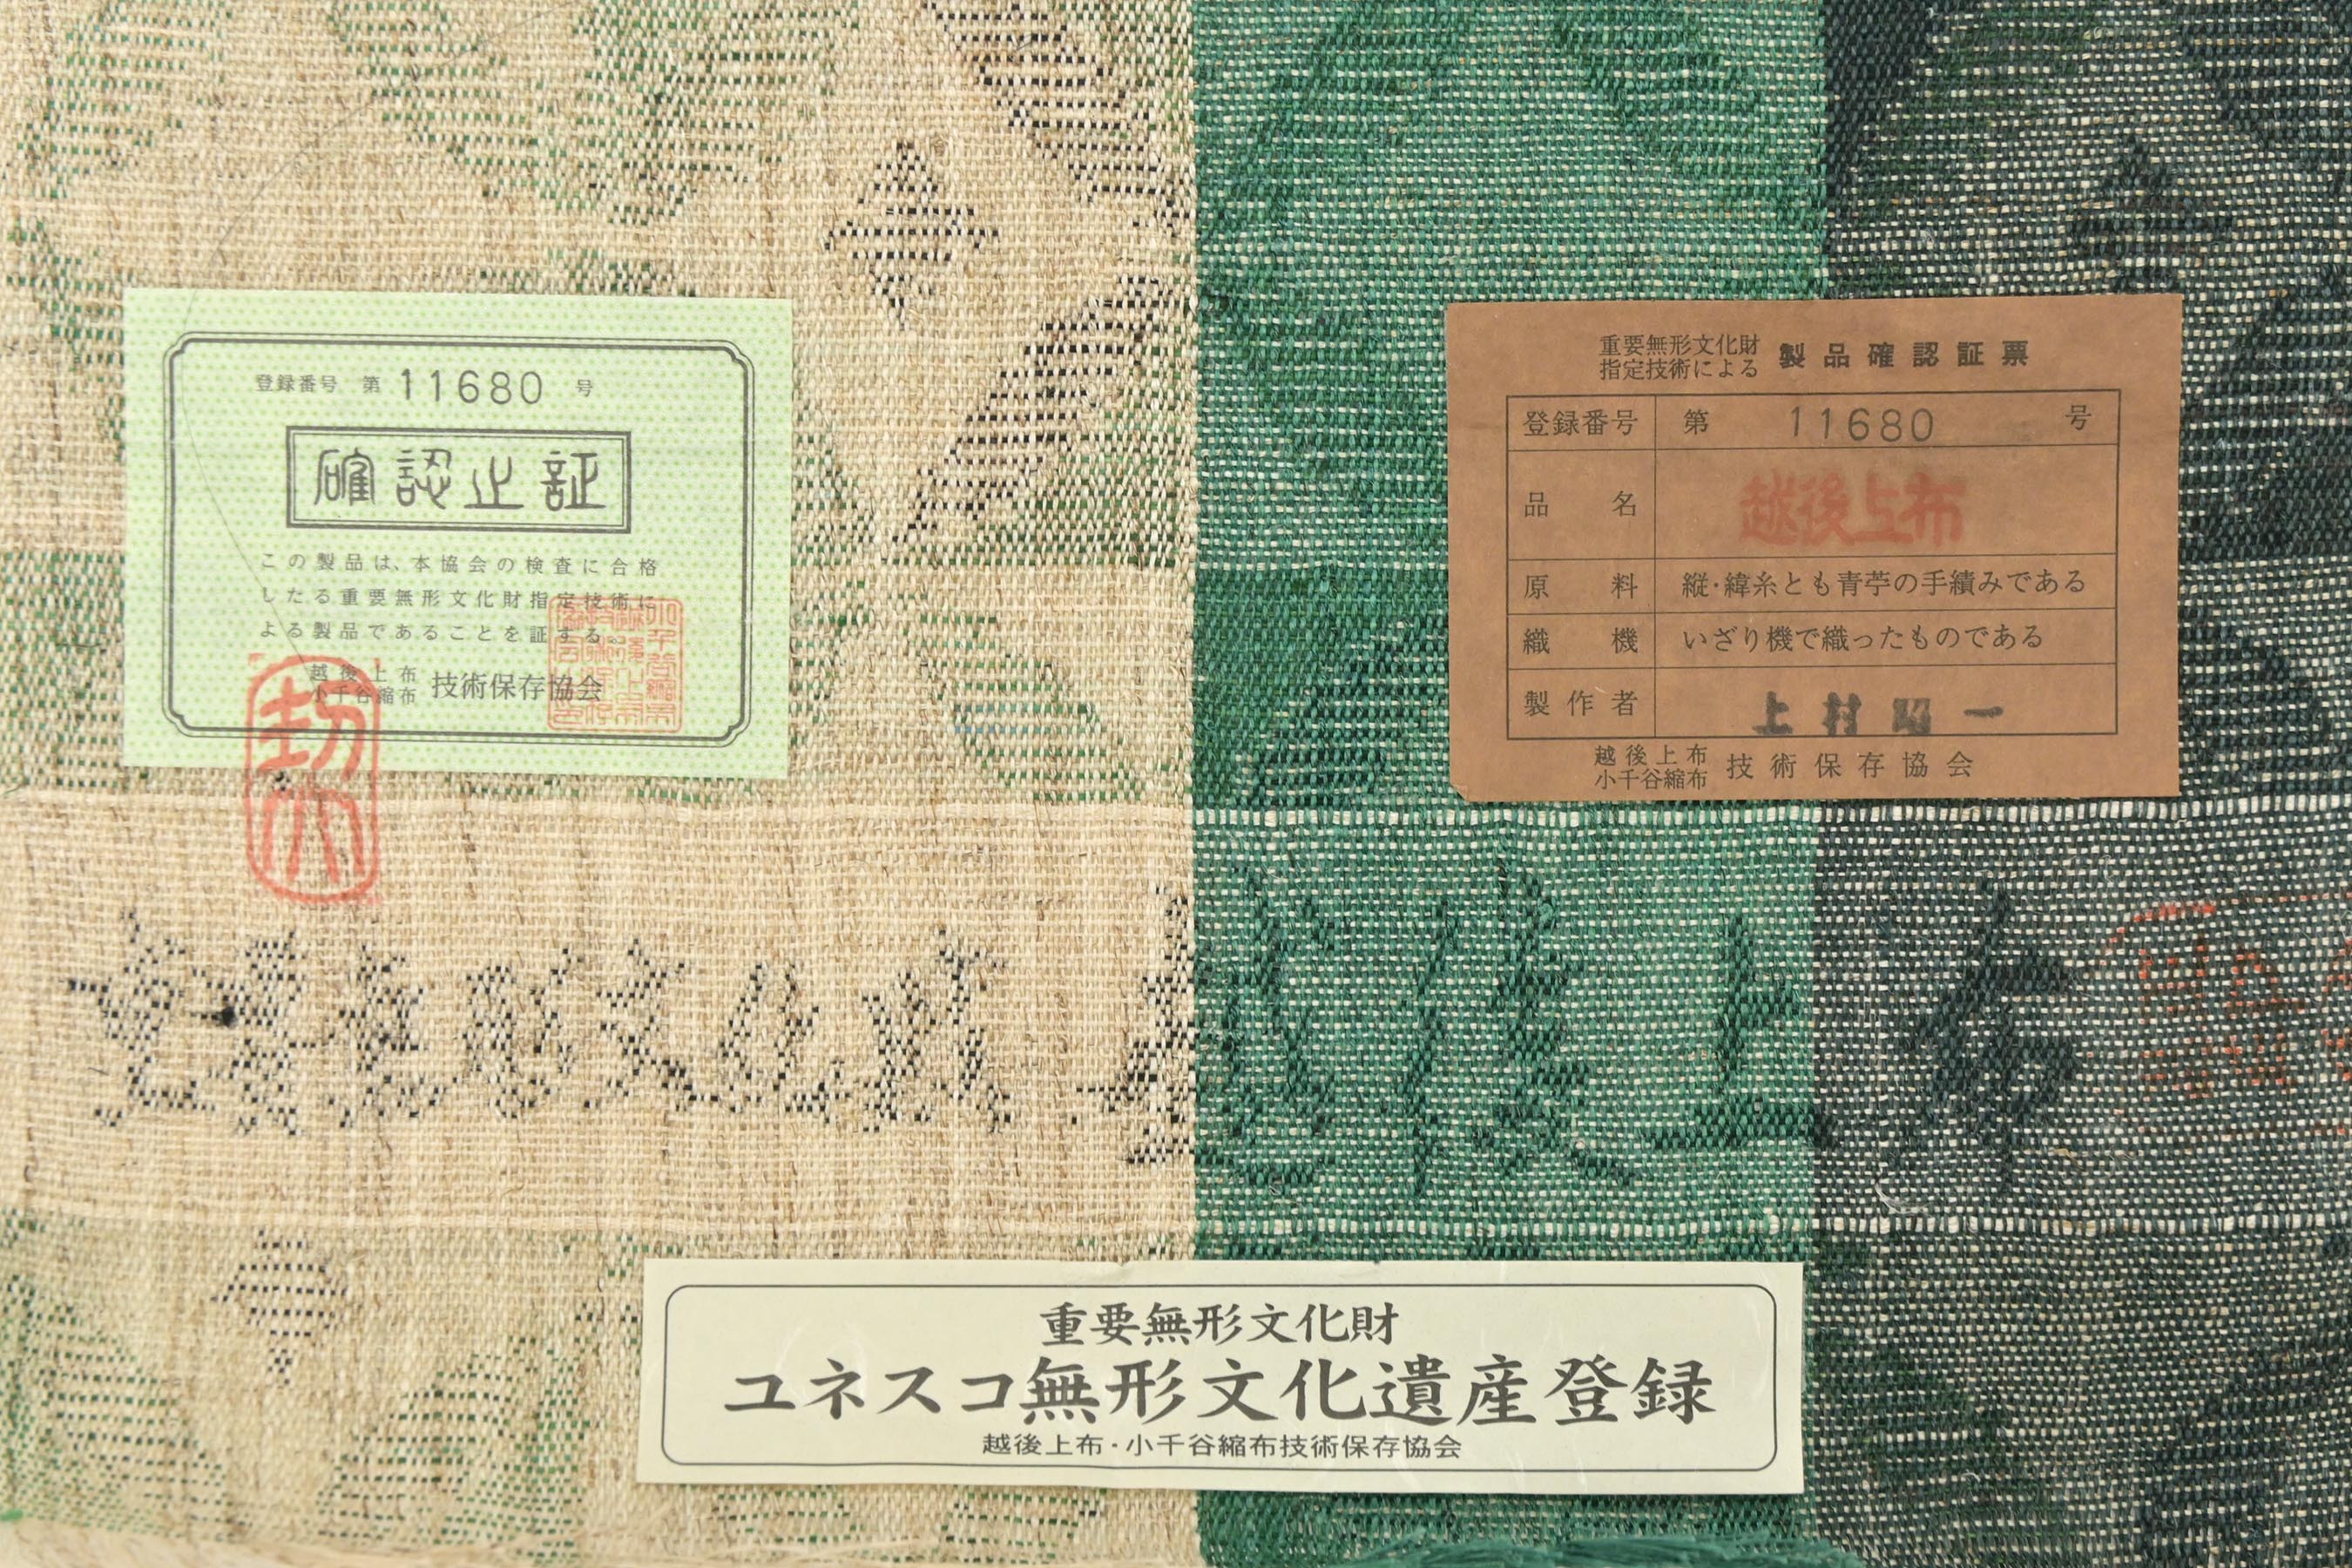 登録番号 第 11680 号
確認止証
この製品は、本協会の検査に合格
したる重要無形文化財指定技術に
よる製品であることを証する。
越後上布
小千谷縮布 技術保存協会
重要無形文化財
指定技術による 製品確認証票
登録番号 第 11680 号
品名 越後上布
原料 縦・緯糸とも青苧の手績みである
織機 いざり機で織ったものである
製作者 上村昭一
越後上布
小千谷縮布 技術保存協会
後上布
重要無形文化財
ユネスコ無形文化遺産登録
越後上布・小千谷縮布技術保存協会